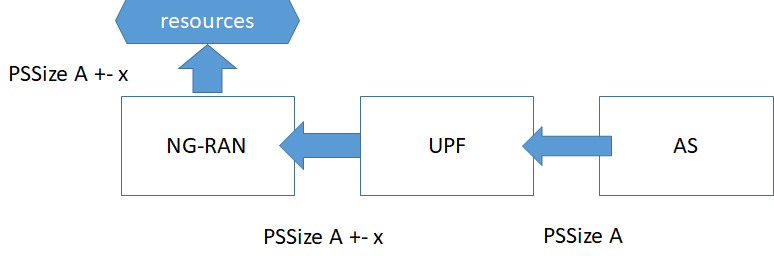 resources
PSSize A +- x
NG-RAN
UPF
AS
PSSize A +- x
PSSize A